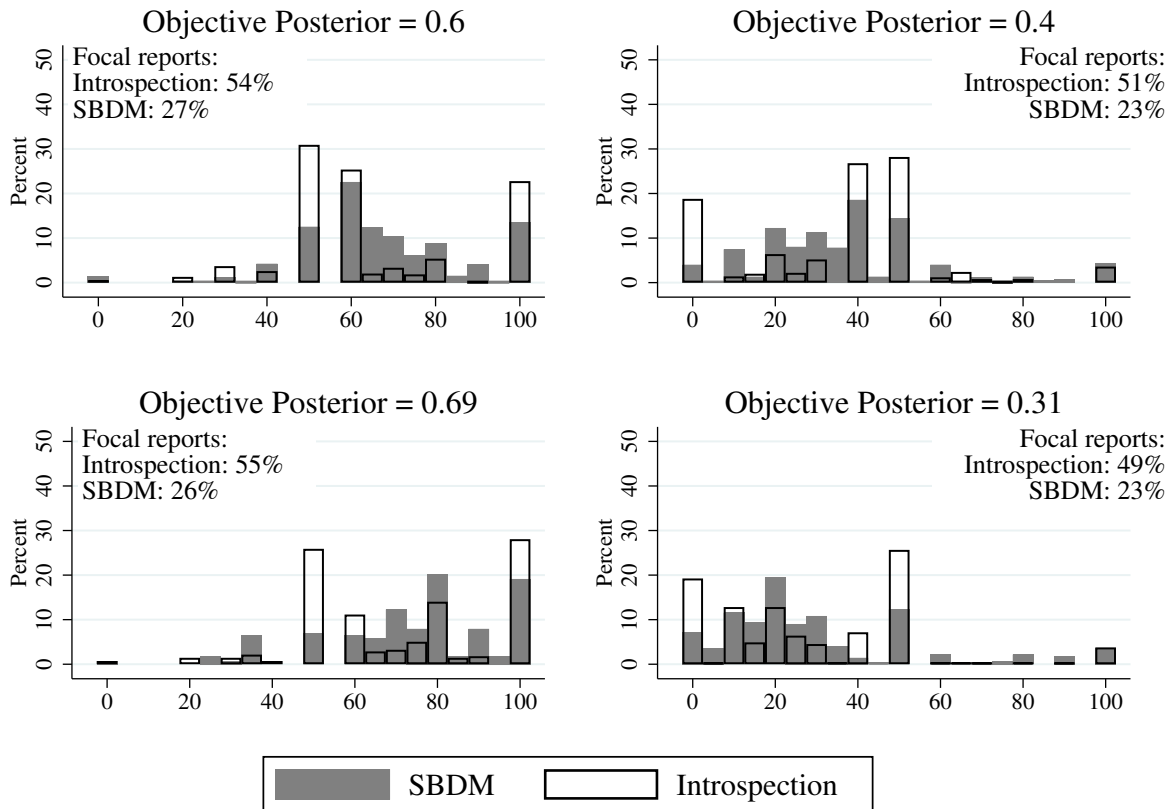 Objective Posterior = 0.6
Focal reports:
Introspection: 54%
SBDM: 27%
Percent
50
40
30
20
10
0
0 20 40 60 80 100
Objective Posterior = 0.4
Focal reports:
Introspection: 51%
SBDM: 23%
Percent
50
40
30
20
10
0
0 20 40 60 80 100
Objective Posterior = 0.69
Focal reports:
Introspection: 55%
SBDM: 26%
Percent
50
40
30
20
10
0
0 20 40 60 80 100
Objective Posterior = 0.31
Focal reports:
Introspection: 49%
SBDM: 23%
Percent
50
40
30
20
10
0
0 20 40 60 80 100
SBDM Introspection